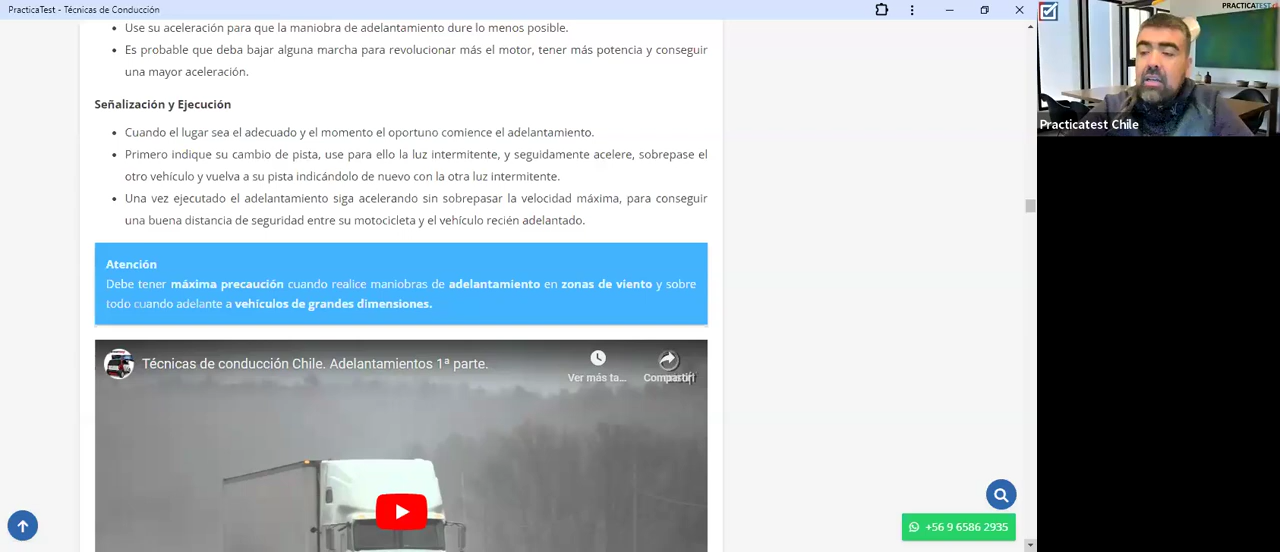 PracticaTest - Técnicas de Conducción
PRACTICATEST
Use su aceleración para que la maniobra de adelantamiento dure lo menos posible.
Es probable que deba bajar alguna marcha para revolucionar más el motor, tener más potencia y conseguir
una mayor aceleración.
Señalización y Ejecución
Cuando el lugar sea el adecuado y el momento el oportuno comience el adelantamiento.
Primero indique su cambio de pista, use para ello la luz intermitente, y seguidamente acelere, sobrepase el
otro vehículo y vuelva a su pista indicándolo de nuevo con la otra luz intermitente.
Una vez ejecutado el adelantamiento siga acelerando sin sobrepasar la velocidad máxima, para conseguir
una buena distancia de seguridad entre su motocicleta y el vehículo recién adelantado.
Atención
Debe tener máxima precaución cuando realice maniobras de adelantamiento en zonas de viento y sobre
todo cuando adelante a vehículos de grandes dimensiones.
Técnicas de conducción Chile. Adelantamientos 1ª parte.
Ver más ta...
Compartir
+56 9 6586 2935
Practicatest Chile